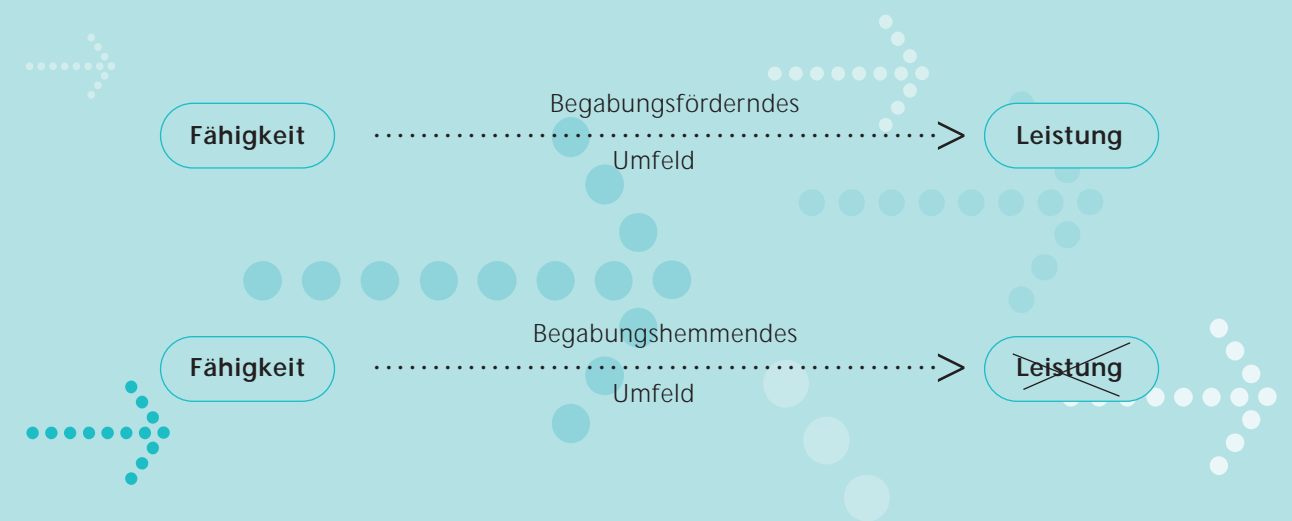 Begabungsförderndes
Fähigkeit Leistung
Umfeld
Begabungshemmendes
Fähigkeit Leistung
Umfeld